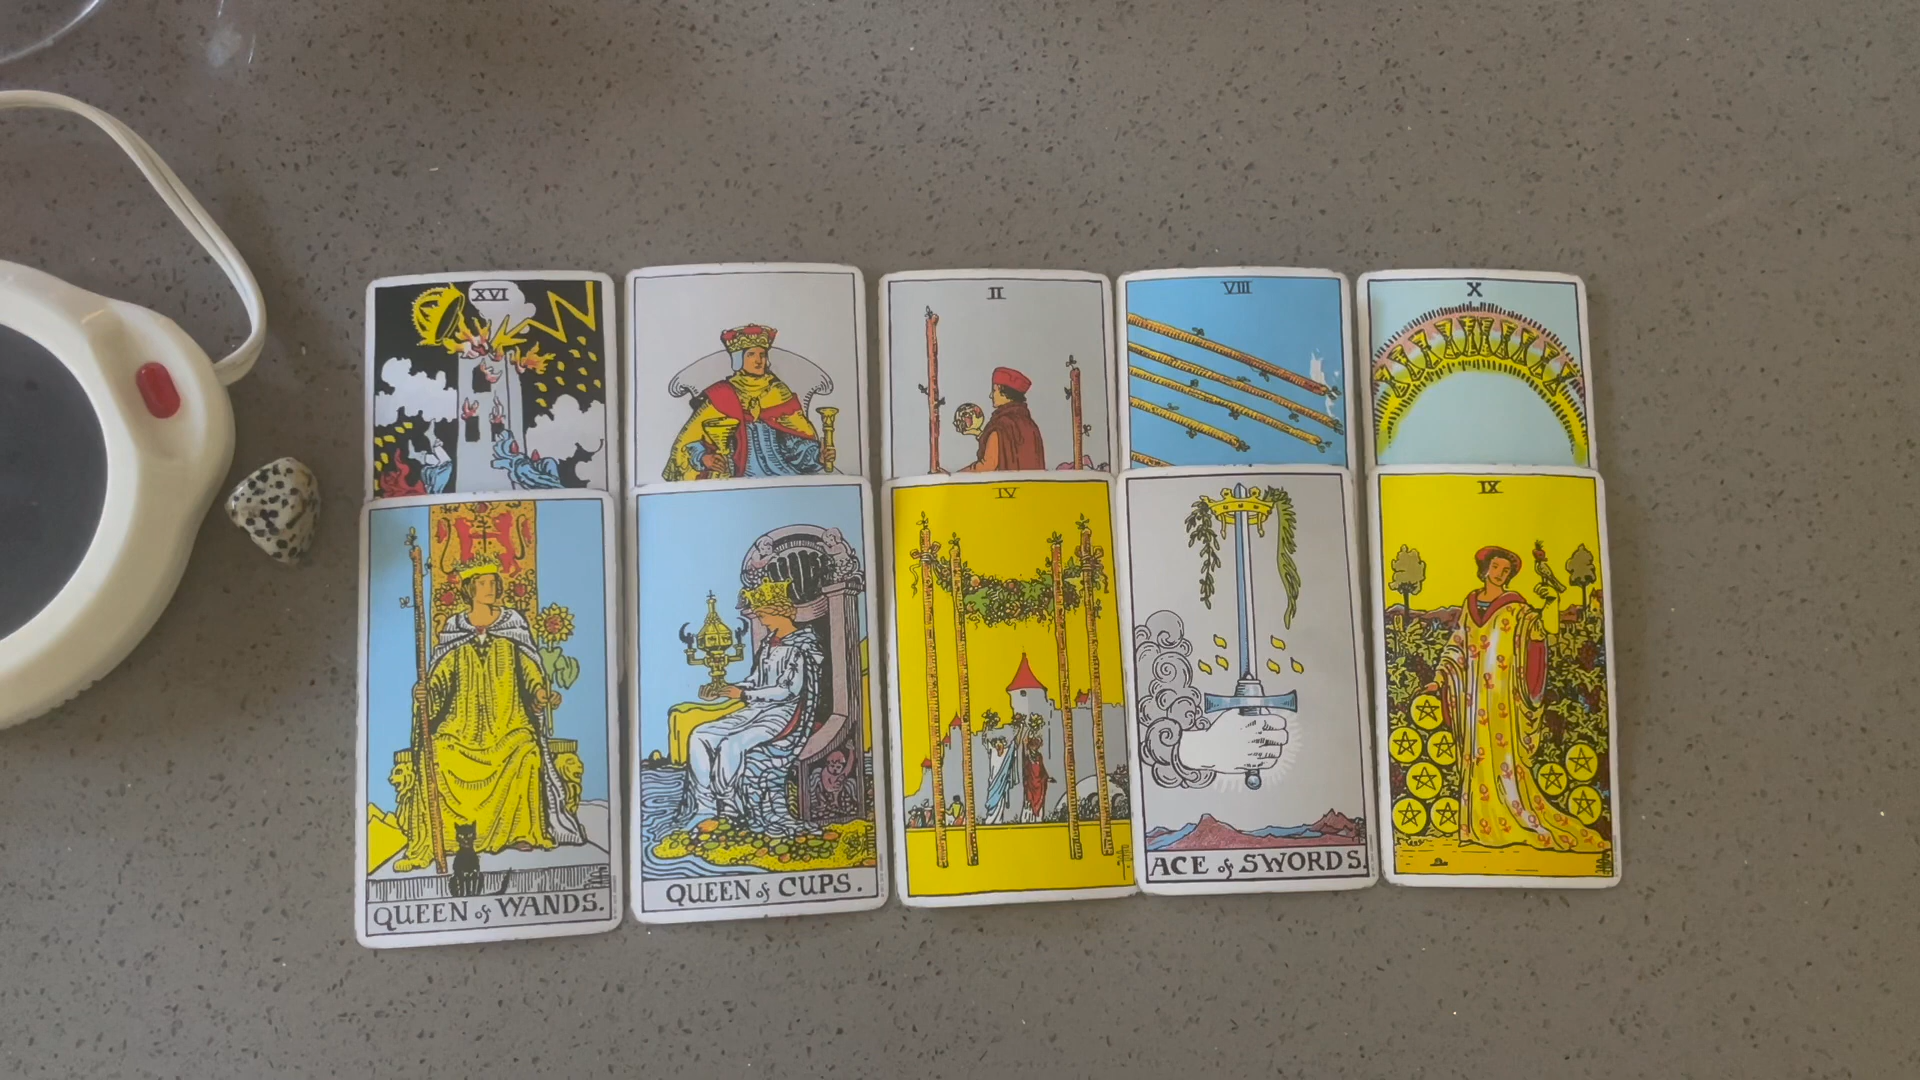 XVI
II
VIII
X
IV
IX
QUEEN of WANDS.
QUEEN of CUPS.
ACE of SWORDS.